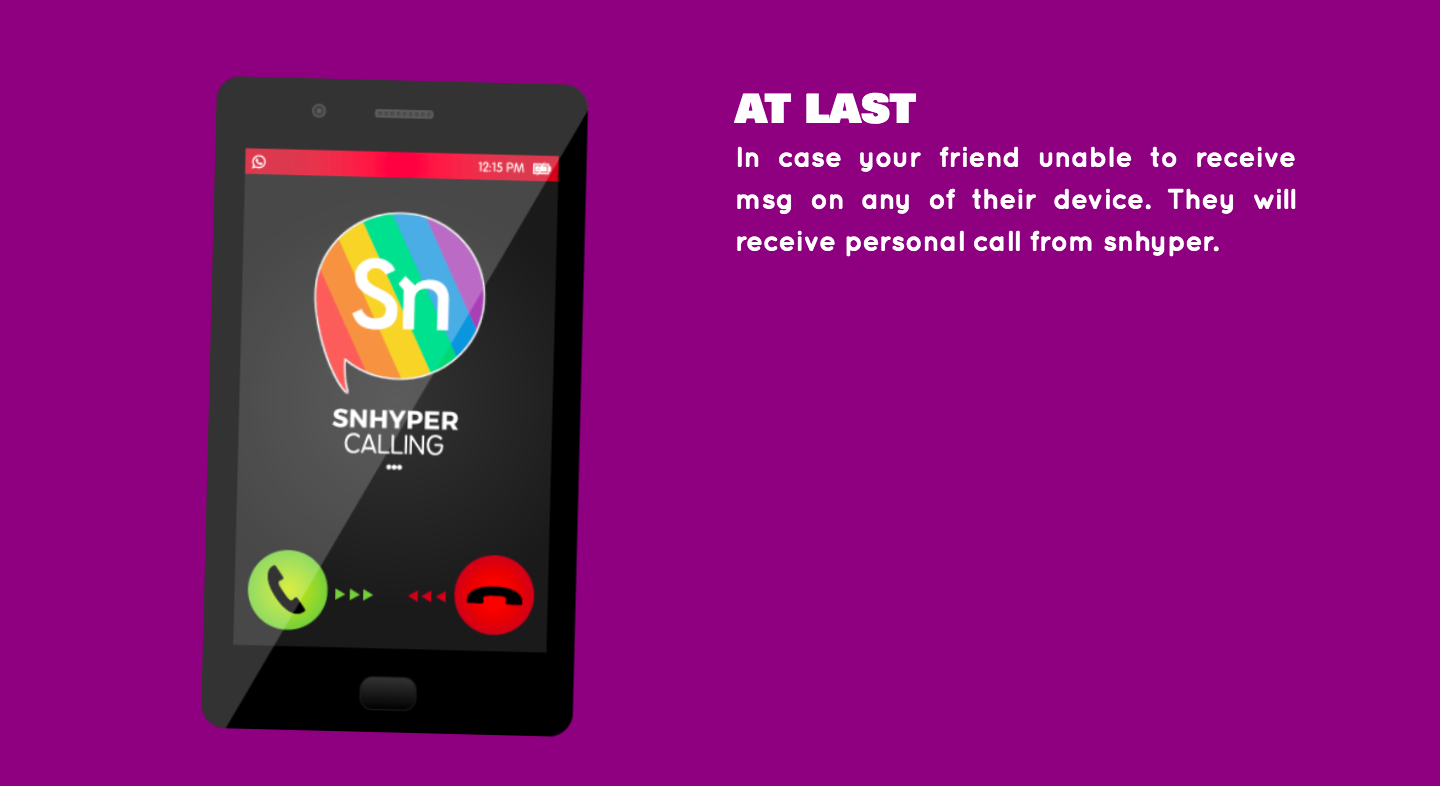 12:15 PM
Sn
SNHYPER
CALLING
AT LAST
In case your friend unable to receive
msg on any of their device. They will
receive personal call from snhyper.